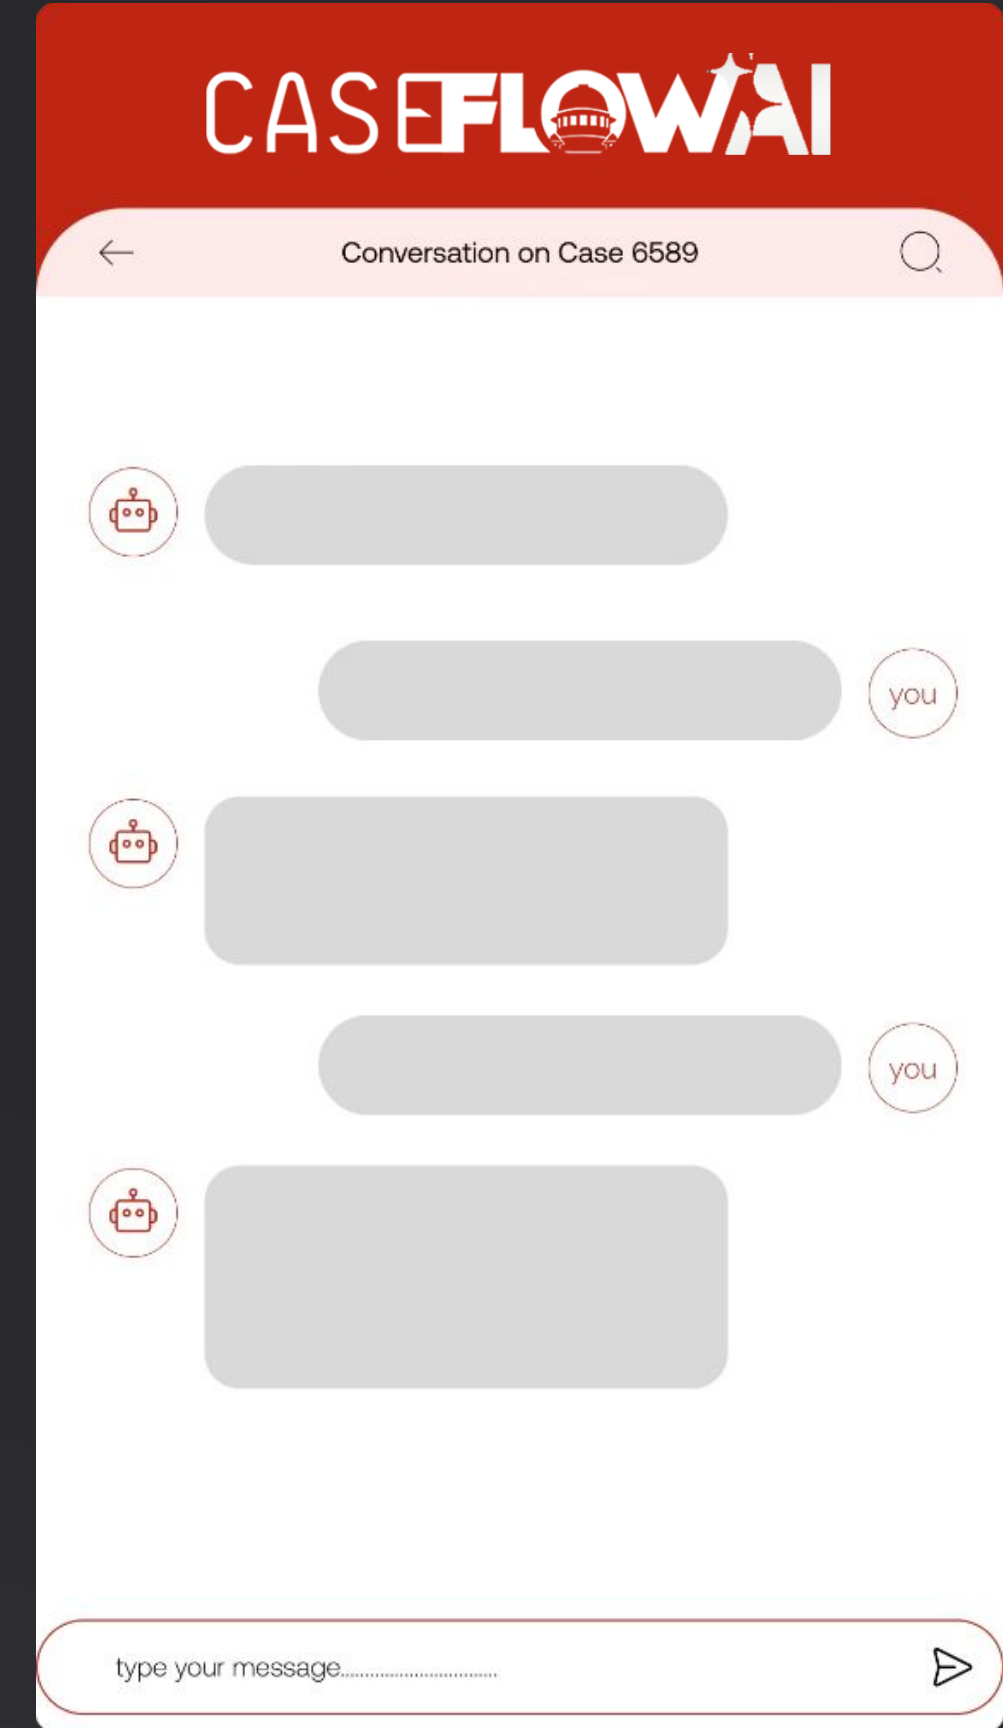 CASEFLOWAI
Conversation on Case 6589
you
you
type your message.................................